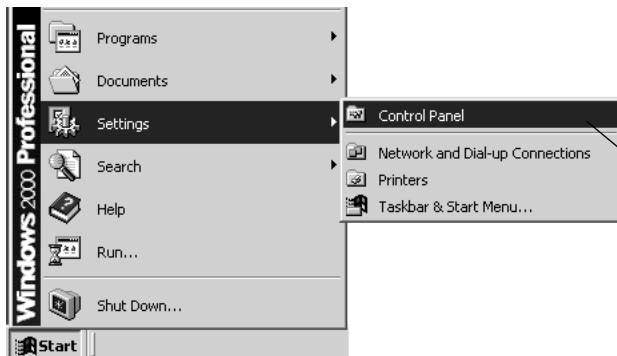 Windows 2000 Professional
Programs
Documents
Settings
Search
Help
Run...
Shut Down...
Control Panel
Network and Dial-up Connections
Printers
Taskbar & Start Menu...
Start